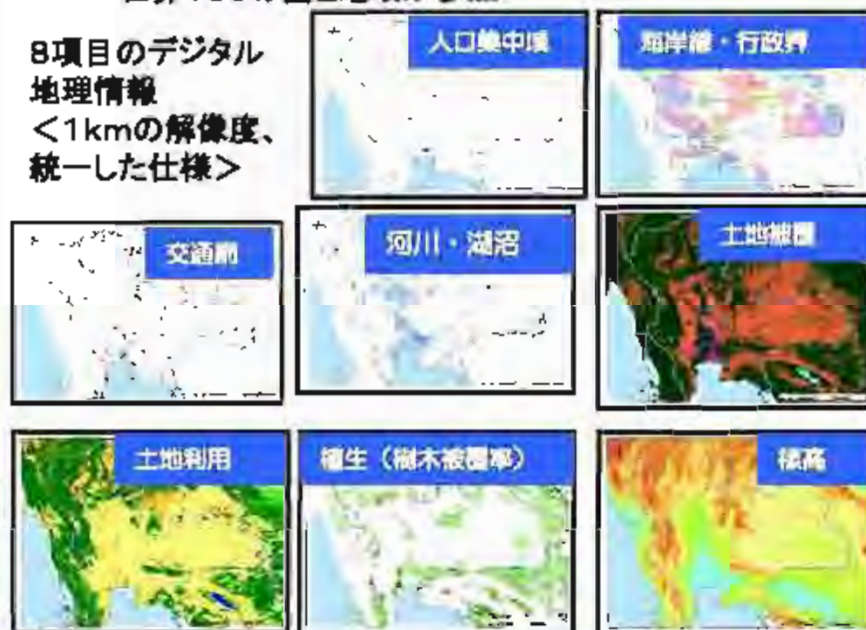 8項目のデジタル
地理情報
＜1kmの解像度、
統一した仕様＞
人口集中域
海岸線・行政界
交通網
河川・湖沼
土地被覆
土地利用
植生（樹木被覆率）
標高